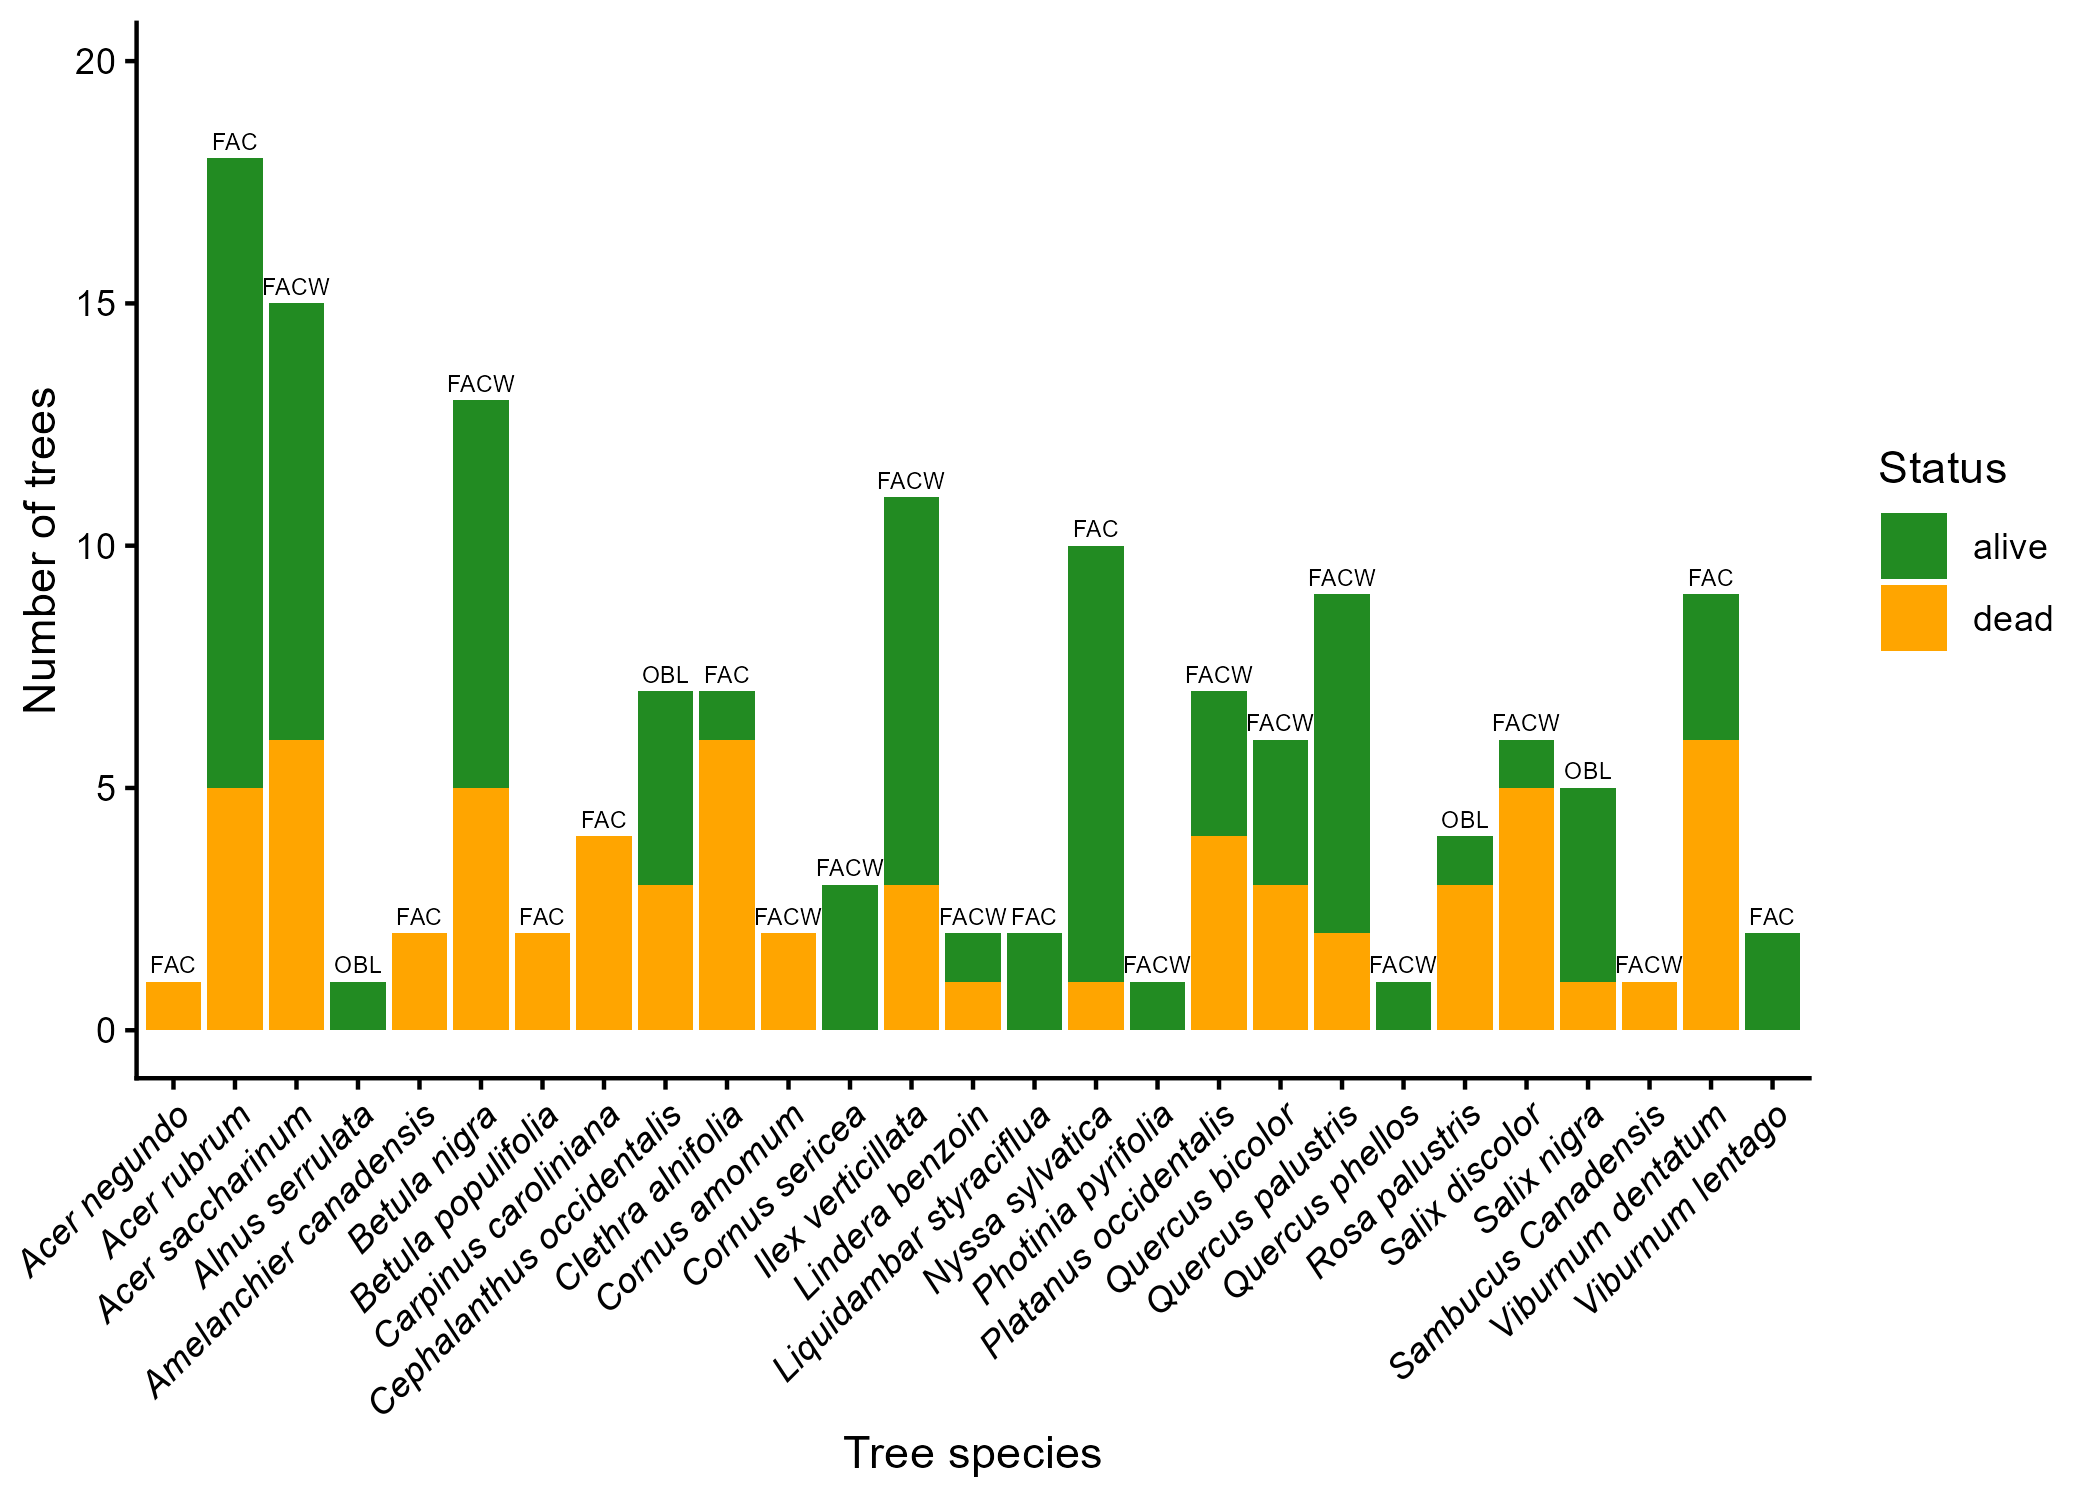 20
15
10
5
0
Number of trees
FAC
FAC
FACW
OBL
FAC
FACW
FAC
FAC
OBL
FAC
FACW
FACW
FACW
FACW
FAC
FAC
FACW
FACW
FACW
FACW
FACW
OBL
FACW
OBL
FACW
FAC
FAC
Acer negundo
Acer rubrum
Acer saccharinum
Alnus serrulata
Amelanchier canadensis
Betula nigra
Betula populifolia
Carpinus caroliniana
Cephalanthus occidentalis
Clethra alnifolia
Cornus amomum
Cornus sericea
Ilex verticillata
Lindera benzoin
Liquidambar styraciflua
Nyssa sylvatica
Photinia pyrifolia
Platanus occidentalis
Quercus bicolor
Quercus palustris
Quercus phellos
Rosa palustris
Salix discolor
Salix nigra
Sambucus Canadensis
Viburnum dentatum
Viburnum lentago
Tree species
Status
alive
dead